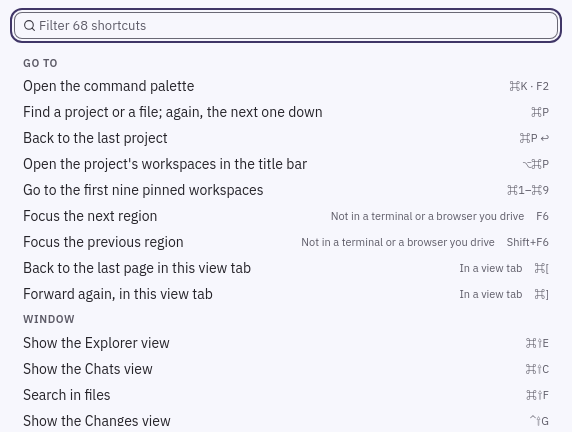 Filter 68 shortcuts
GO TO
Open the command palette ⌘K · F2
Find a project or a file; again, the next one down ⌘P
Back to the last project ⌘P ↩
Open the project's workspaces in the title bar ⌥⌘P
Go to the first nine pinned workspaces ⌘1–⌘9
Focus the next region Not in a terminal or a browser you drive F6
Focus the previous region Not in a terminal or a browser you drive Shift+F6
Back to the last page in this view tab In a view tab ⌘[
Forward again, in this view tab In a view tab ⌘]
WINDOW
Show the Explorer view ⌘⇧E
Show the Chats view ⌘⇧C
Search in files ⌘⇧F
Show the Changes view ^⇧G